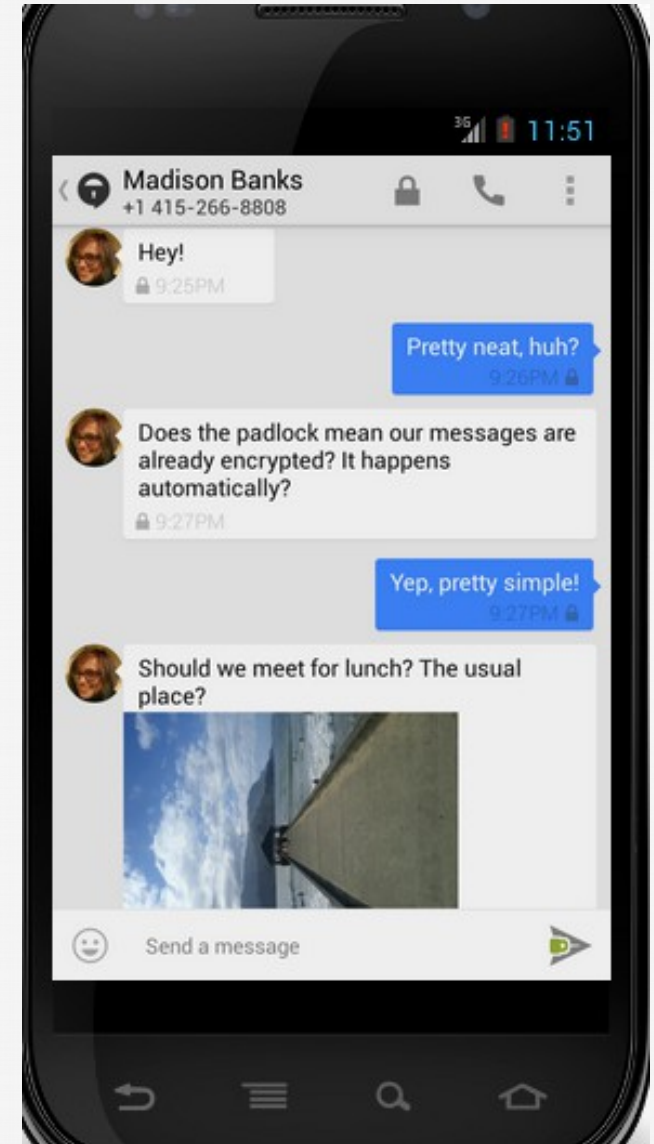 3G 11:51
Madison Banks
+1 415-266-8808
Hey!
9:25PM
Pretty neat, huh?
9:26PM
Does the padlock mean our messages are
already encrypted? It happens
automatically?
9:27PM
Yep, pretty simple!
9:27PM
Should we meet for lunch? The usual
place?
Send a message